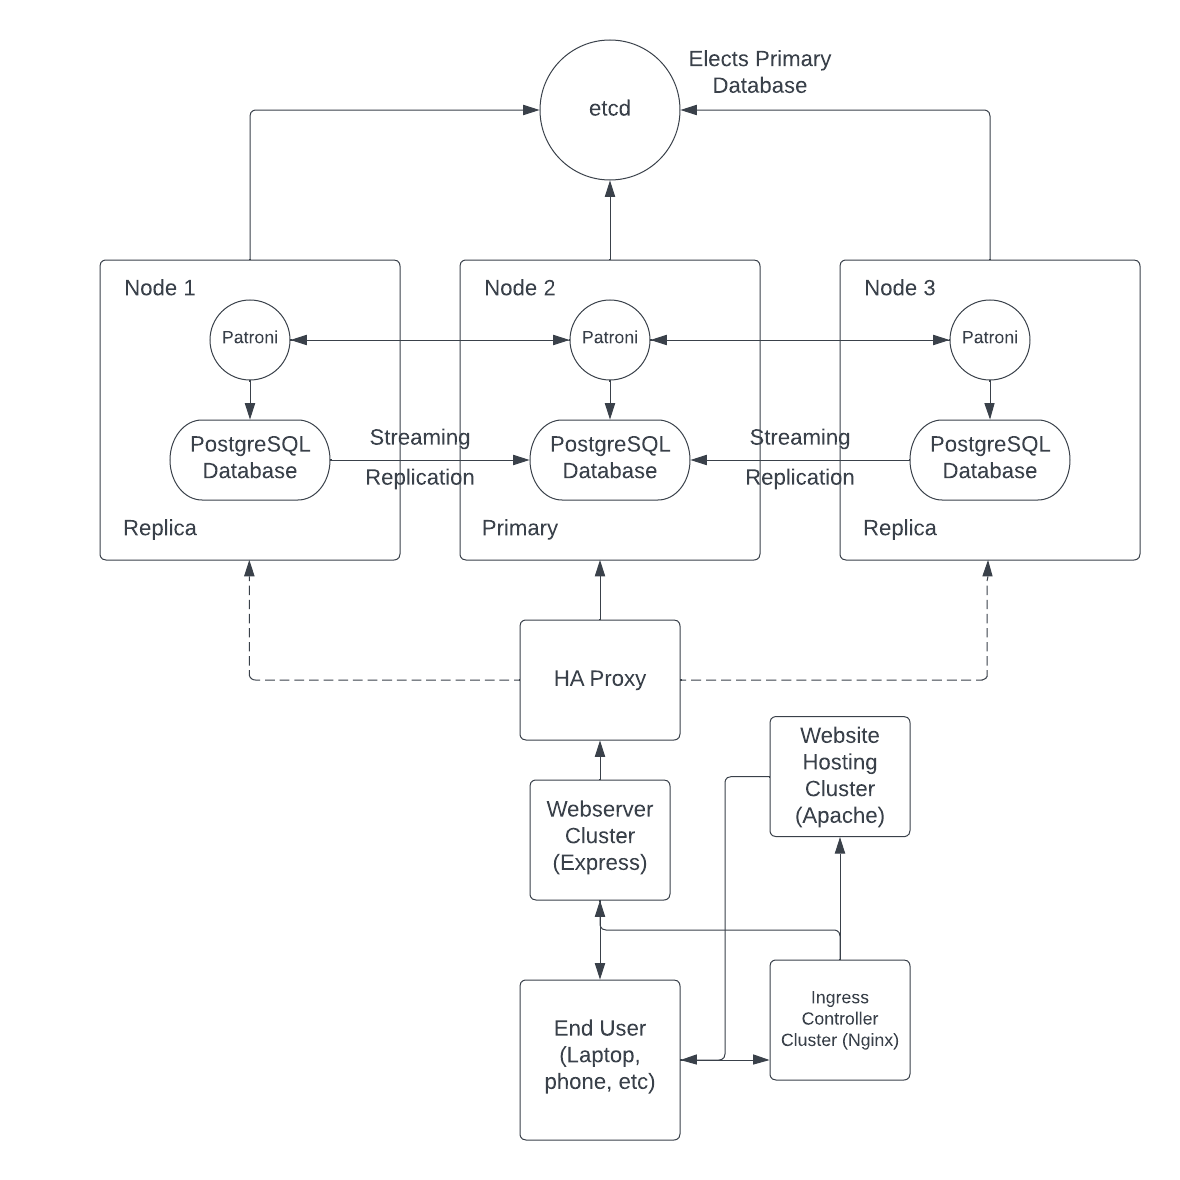 Elects Primary
Database
etcd
Node 1
Node 2
Node 3
Patroni
Patroni
Patroni
PostgreSQL
Database
Streaming
Replication
PostgreSQL
Database
Streaming
Replication
PostgreSQL
Database
Replica
Primary
Replica
HA Proxy
Website
Hosting
Cluster
(Apache)
Webserver
Cluster
(Express)
Ingress
Controller
Cluster (Nginx)
End User
(Laptop,
phone, etc)